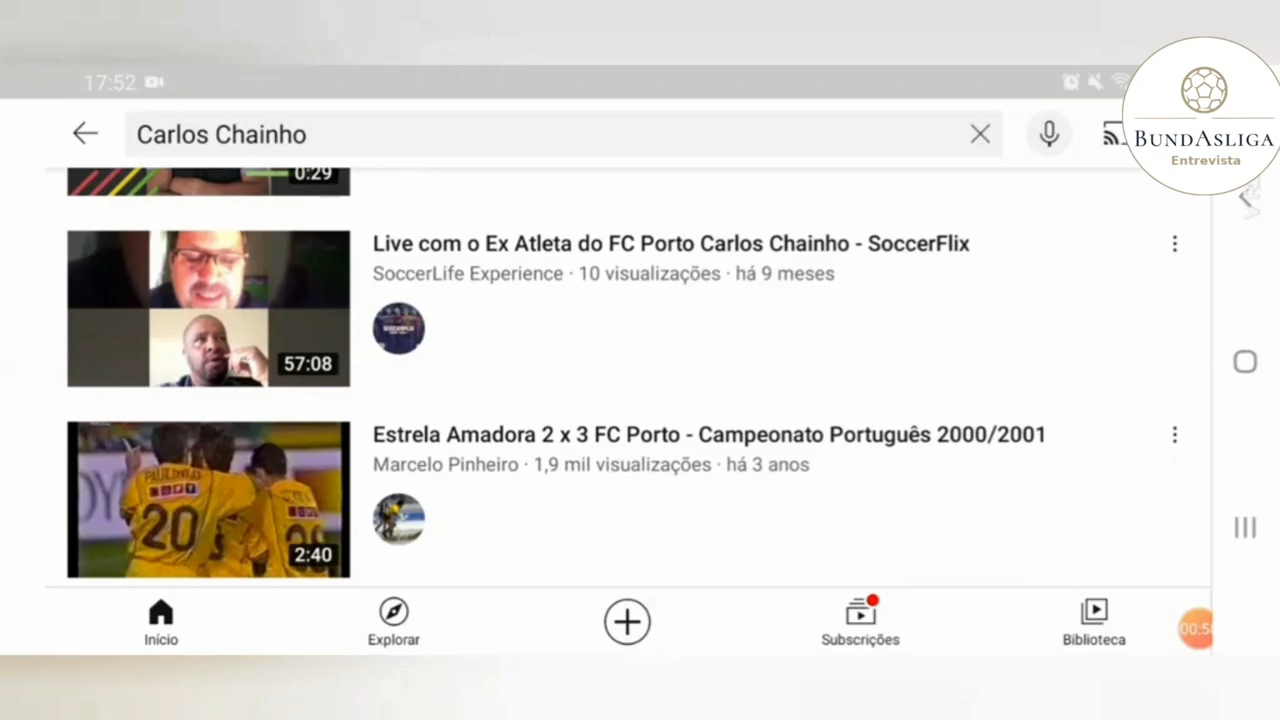 17:52
Carlos Chainho
BUNDASLIGA
Entrevista
0:29
Live com o Ex Atleta do FC Porto Carlos Chainho - SoccerFlix
SoccerLife Experience · 10 visualizações · há 9 meses
57:08
Estrela Amadora 2 x 3 FC Porto - Campeonato Português 2000/2001
Marcelo Pinheiro · 1,9 mil visualizações · há 3 anos
20
2:40
Início
Explorar
Subscrições
Biblioteca